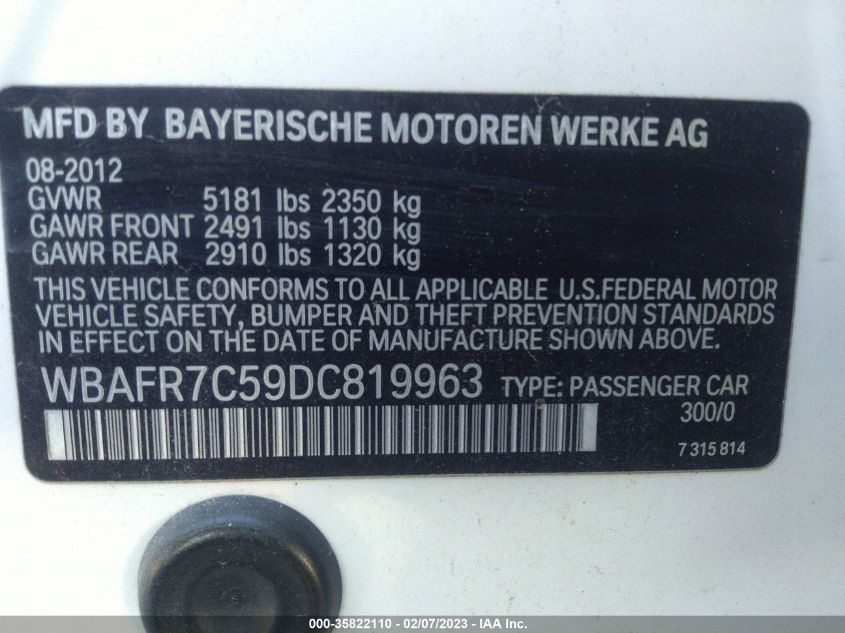 MFD BY BAYERISCHE MOTOREN WERKE AG
08-2012
GVWR 5181 lbs 2350 kg
GAWR FRONT 2491 lbs 1130 kg
GAWR REAR 2910 lbs 1320 kg
THIS VEHICLE CONFORMS TO ALL APPLICABLE U.S.FEDERAL MOTOR
VEHICLE SAFETY, BUMPER AND THEFT PREVENTION STANDARDS
IN EFFECT ON THE DATE OF MANUFACTURE SHOWN ABOVE.
WBAFR7C59DC819963 TYPE: PASSENGER CAR
300/0
7 315 814
000-35822110 - 02/07/2023 - IAA Inc.